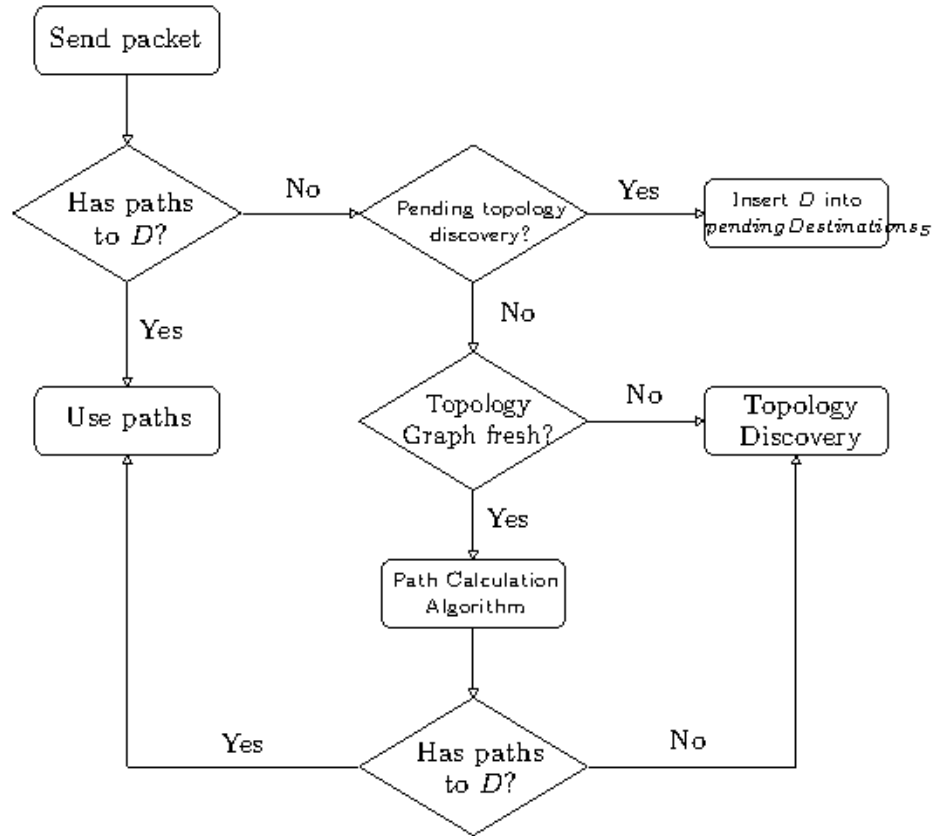 Send packet
Has paths
to D?
No
Pending topology
discovery?
Yes
Insert D into
pendingDestinationsS
Yes
No
Use paths
Topology
Graph fresh?
No
Topology
Discovery
Yes
Path Calculation
Algorithm
Yes
Has paths
to D?
No